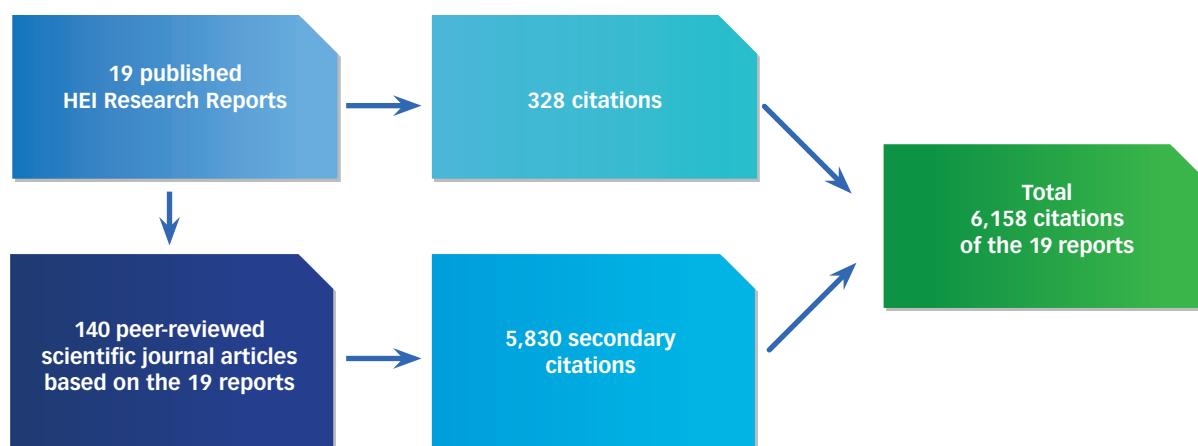 19 published
HEI Research Reports
328 citations
Total
6,158 citations
of the 19 reports
140 peer-reviewed
scientific journal articles
based on the 19 reports
5,830 secondary
citations